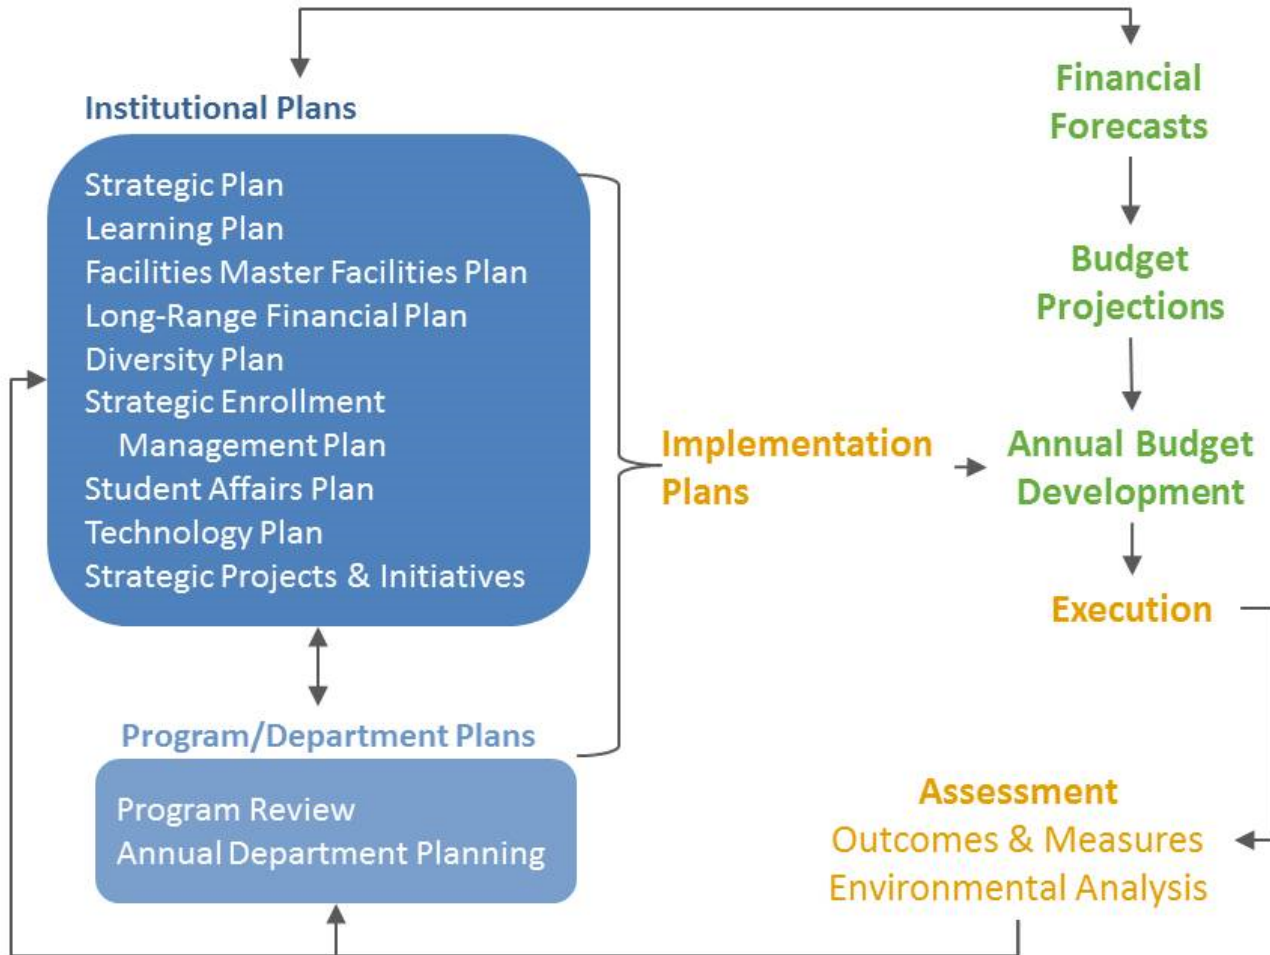 Institutional Plans
Strategic Plan
Learning Plan
Facilities Master Facilities Plan
Long-Range Financial Plan
Diversity Plan
Strategic Enrollment
Management Plan
Student Affairs Plan
Technology Plan
Strategic Projects & Initiatives
Program/Department Plans
Program Review
Annual Department Planning
Implementation
Plans
Financial
Forecasts
Budget
Projections
Annual Budget
Development
Execution
Assessment
Outcomes & Measures
Environmental Analysis